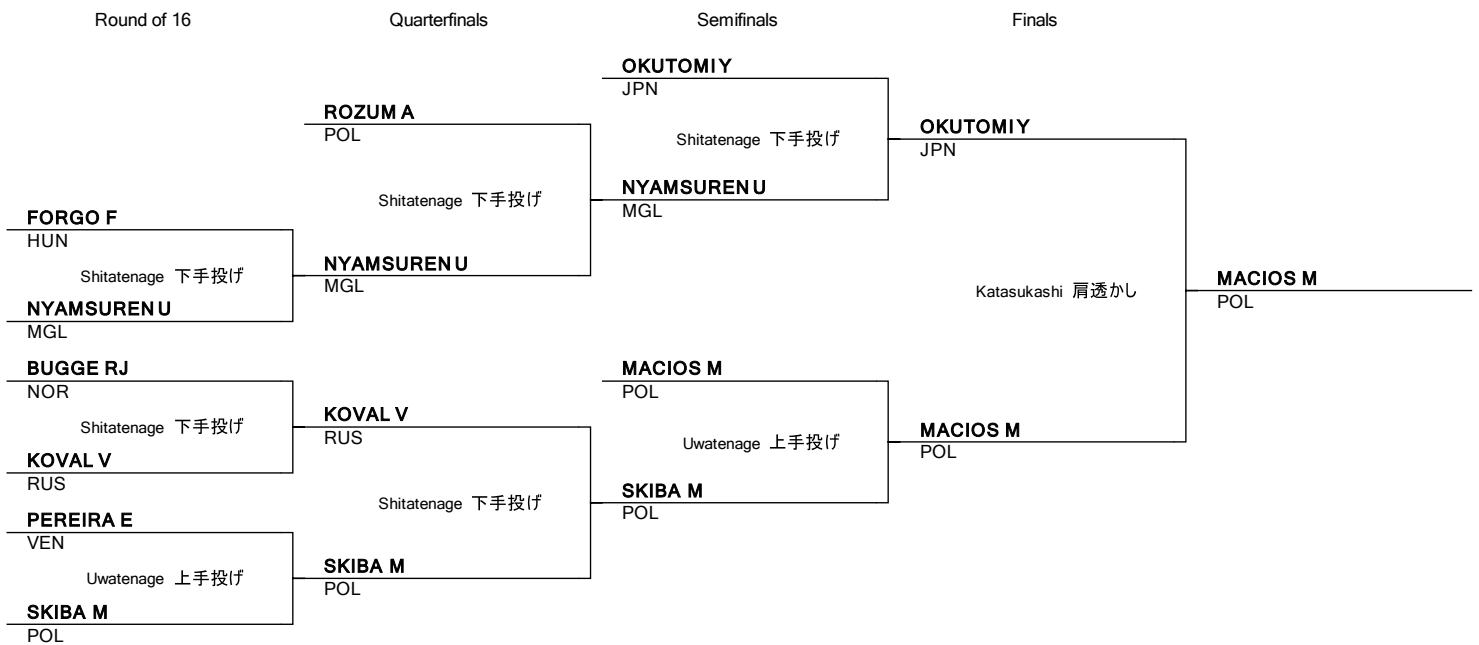 Round of 16
Quarterfinals
Semifinals
Finals
OKUTOMI Y
JPN
ROZUM A
POL
Shitatenage 下手投げ
OKUTOMI Y
JPN
Shitatenage 下手投げ
NYAMSUREN U
MGL
FORGO F
HUN
Shitatenage 下手投げ
NYAMSUREN U
MGL
Katasukashi 肩透かし
MACIOS M
POL
NYAMSUREN U
MGL
BUGGE RJ
NOR
MACIOS M
POL
Shitatenage 下手投げ
KOVAL V
RUS
Uwatenage 上手投げ
MACIOS M
POL
KOVAL V
RUS
Shitatenage 下手投げ
SKIBA M
POL
PEREIRA E
VEN
Uwatenage 上手投げ
SKIBA M
POL
SKIBA M
POL